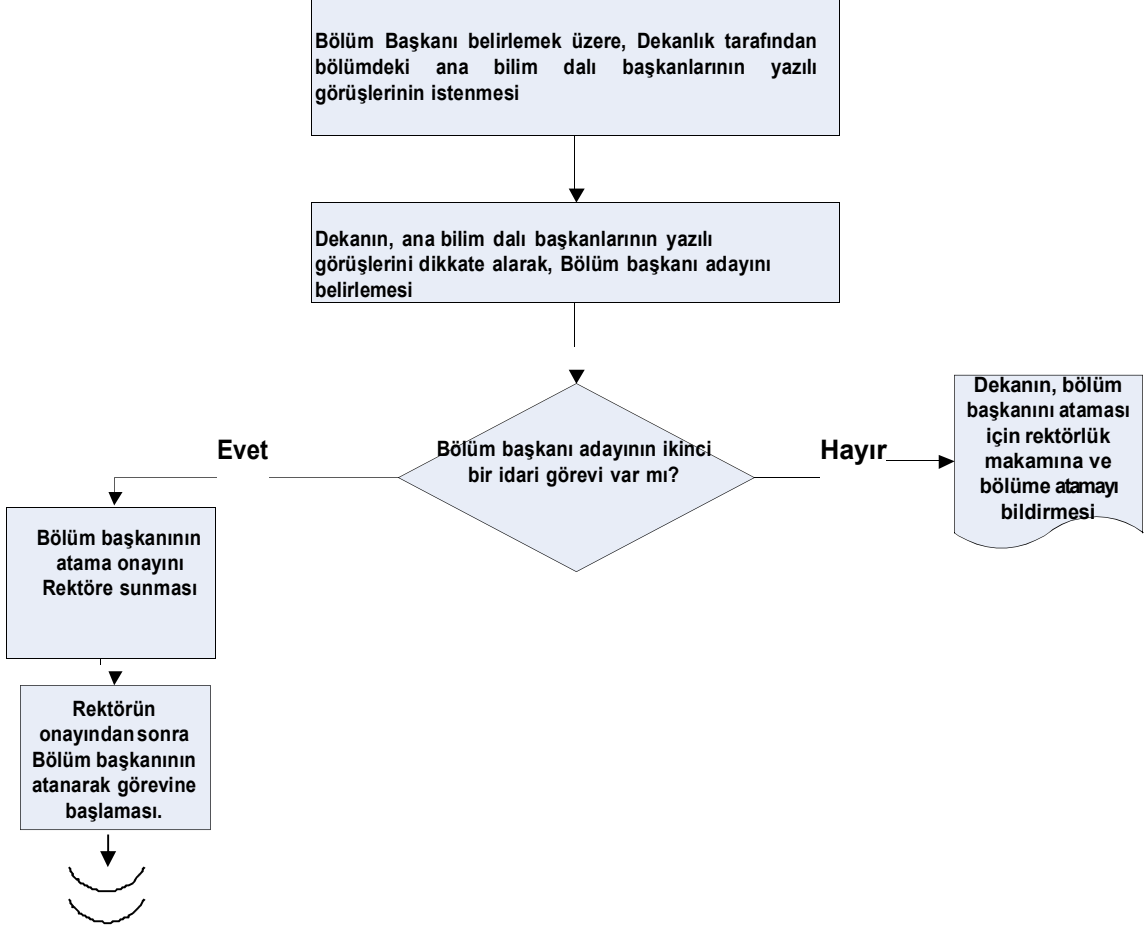 Bölüm Başkanı belirlemek üzere, Dekanlık tarafından
bölümdeki ana bilim dalı başkanlarının yazılı
görüşlerinin istenmesi
Dekanın, ana bilim dalı başkanlarının yazılı
görüşlerini dikkate alarak, Bölüm başkanı adayını
belirlemesi
Bölüm başkanı adayının ikinci
bir idari görevi var mı?
Evet
Hayır
Dekanın, bölüm
başkanını ataması
için rektörlük
makamına ve
bölüme atamayı
bildirmesi
Bölüm başkanının
atama onayını
Rektöre sunması
Rektörün
onayından sonra
Bölüm başkanının
atanarak görevine
başlaması.